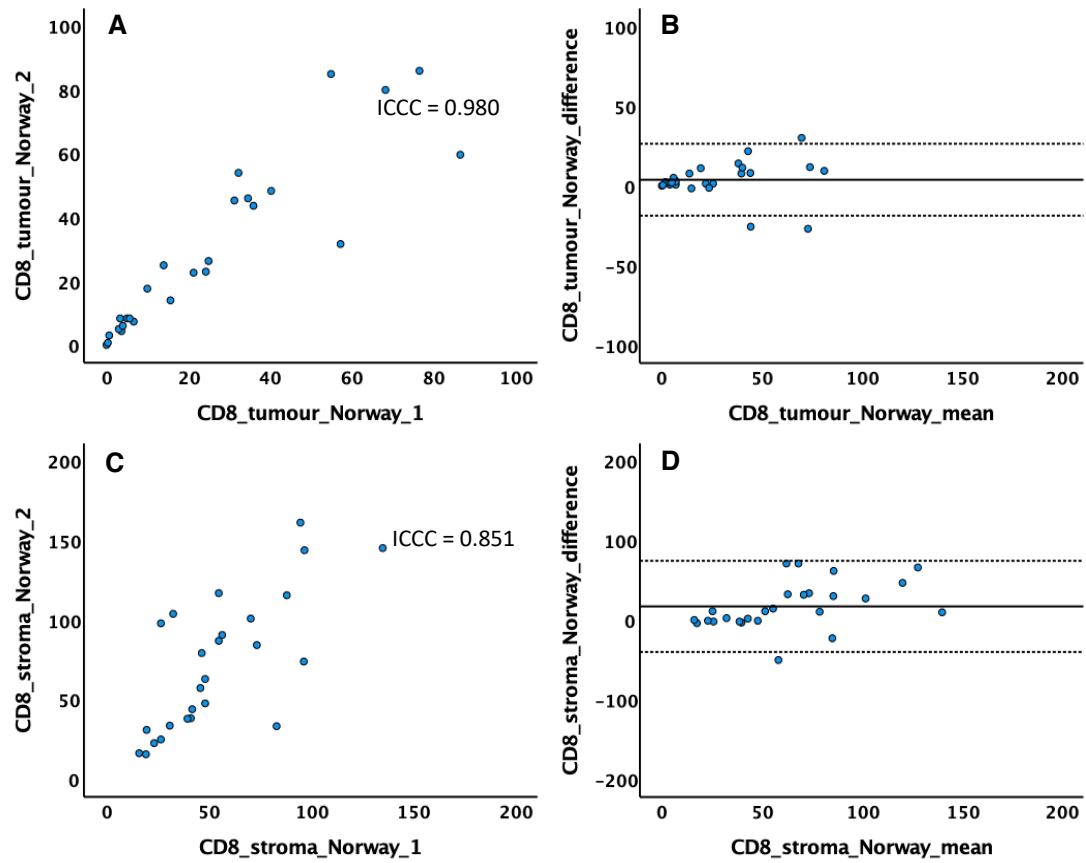 A
100
80
60
40
20
0
CD8_tumour_Norway_2
ICCC = 0.980
0 20 40 60 80 100
CD8_tumour_Norway_1
B
100
50
0
−50
−100
CD8_tumour_Norway_difference
0 50 100 150 200
CD8_tumour_Norway_mean
C
200
150
100
50
0
CD8_stroma_Norway_2
ICCC = 0.851
0 50 100 150 200
CD8_stroma_Norway_1
D
200
100
0
−100
−200
CD8_stroma_Norway_difference
0 50 100 150 200
CD8_stroma_Norway_mean